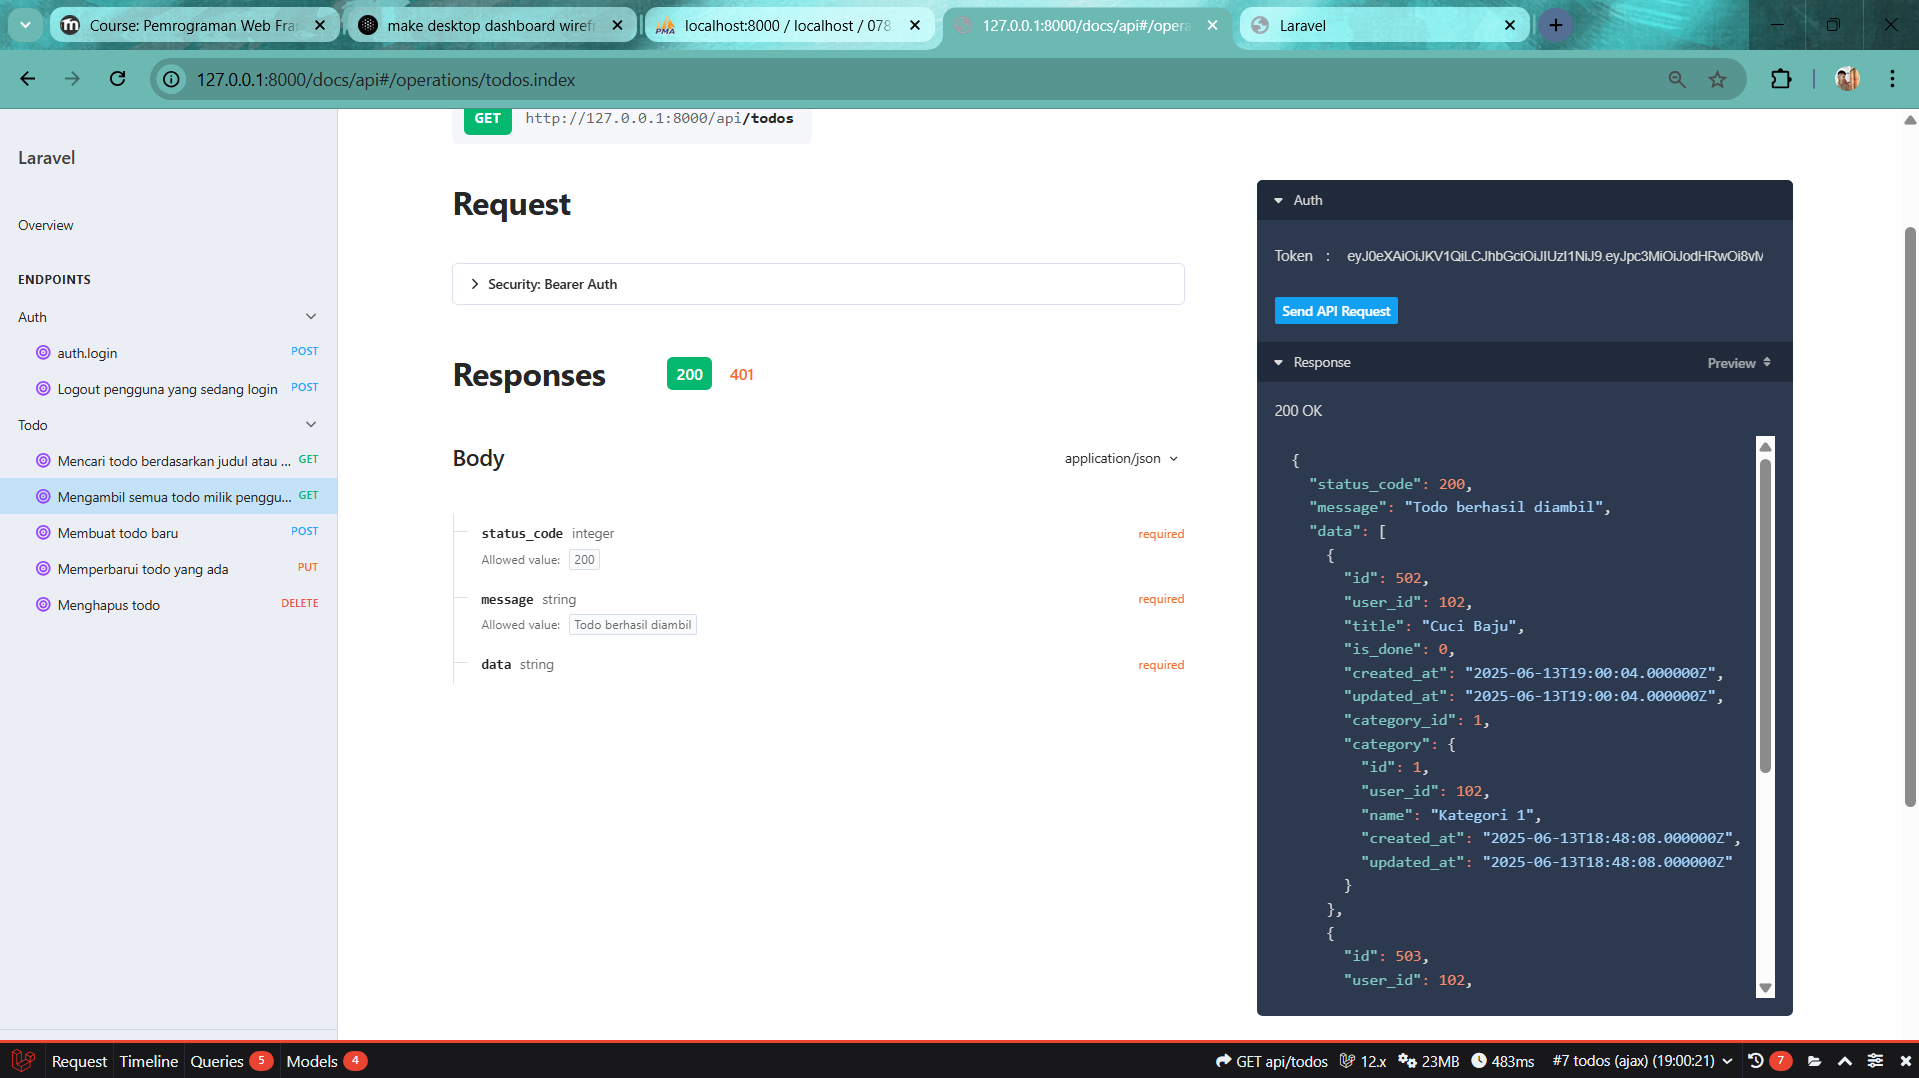 Course: Pemrograman Web Fra
make desktop dashboard wirefr
localhost:8000 / localhost / 078
127.0.0.1:8000/docs/api#/opera
Laravel
127.0.0.1:8000/docs/api#/operations/todos.index
Laravel
Overview
ENDPOINTS
Auth
auth.login POST
Logout pengguna yang sedang login POST
Todo
Mencari todo berdasarkan judul atau ... GET
Mengambil semua todo milik penggu... GET
Membuat todo baru POST
Memperbarui todo yang ada PUT
Menghapus todo DELETE
GET http://127.0.0.1:8000/api/todos
Request
Security: Bearer Auth
Responses 200 401
Body application/json
status_code integer required
Allowed value: 200
message string required
Allowed value: Todo berhasil diambil
data string required
Auth
Token : eyJ0eXAiOiJKV1QiLCJhbGciOiJIUzI1NiJ9.eyJpc3MiOiJodHRwOi8vM
Send API Request
Response Preview
200 OK
{
"status_code": 200,
"message": "Todo berhasil diambil",
"data": [
{
"id": 502,
"user_id": 102,
"title": "Cuci Baju",
"is_done": 0,
"created_at": "2025-06-13T19:00:04.000000Z",
"updated_at": "2025-06-13T19:00:04.000000Z",
"category_id": 1,
"category": {
"id": 1,
"user_id": 102,
"name": "Kategori 1",
"created_at": "2025-06-13T18:48:08.000000Z",
"updated_at": "2025-06-13T18:48:08.000000Z"
}
},
{
"id": 503,
"user_id": 102,
Request Timeline Queries 5 Models 4 GET api/todos 12.x 23MB 483ms #7 todos (ajax) (19:00:21) 7